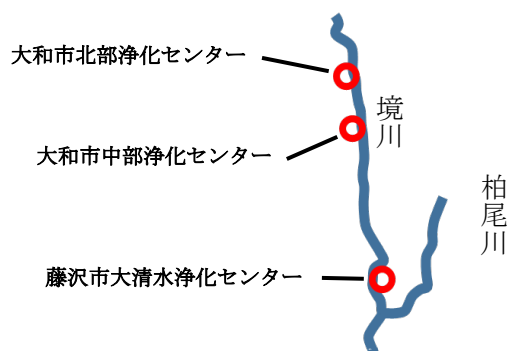 大和市北部浄化センター
境川
大和市中部浄化センター
柏尾川
藤沢市大清水浄化センター